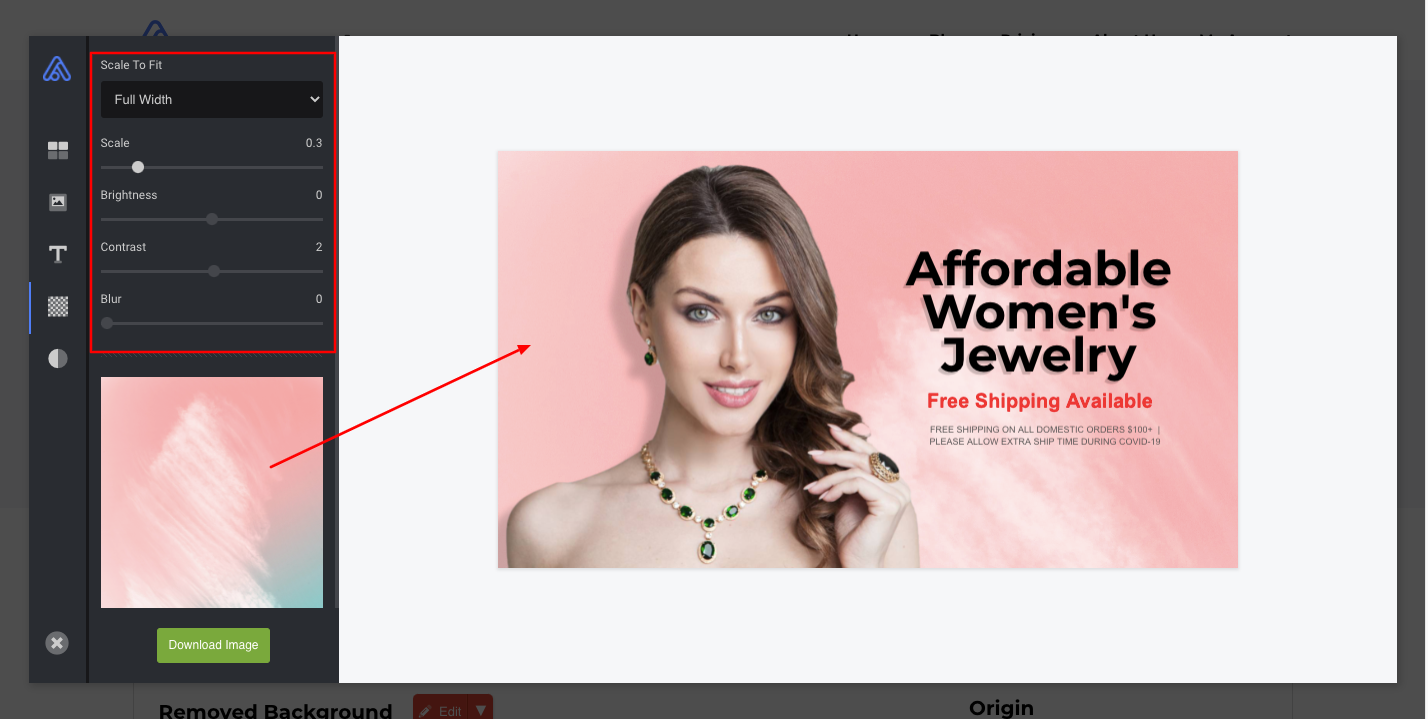 Scale To Fit
Full Width
Scale 0.3
Brightness 0
Contrast 2
Blur 0
Download Image
Affordable
Women's
Jewelry
Free Shipping Available
FREE SHIPPING ON ALL DOMESTIC ORDERS $100+ |
PLEASE ALLOW EXTRA SHIP TIME DURING COVID-19
Removed Background
Edit
Origin